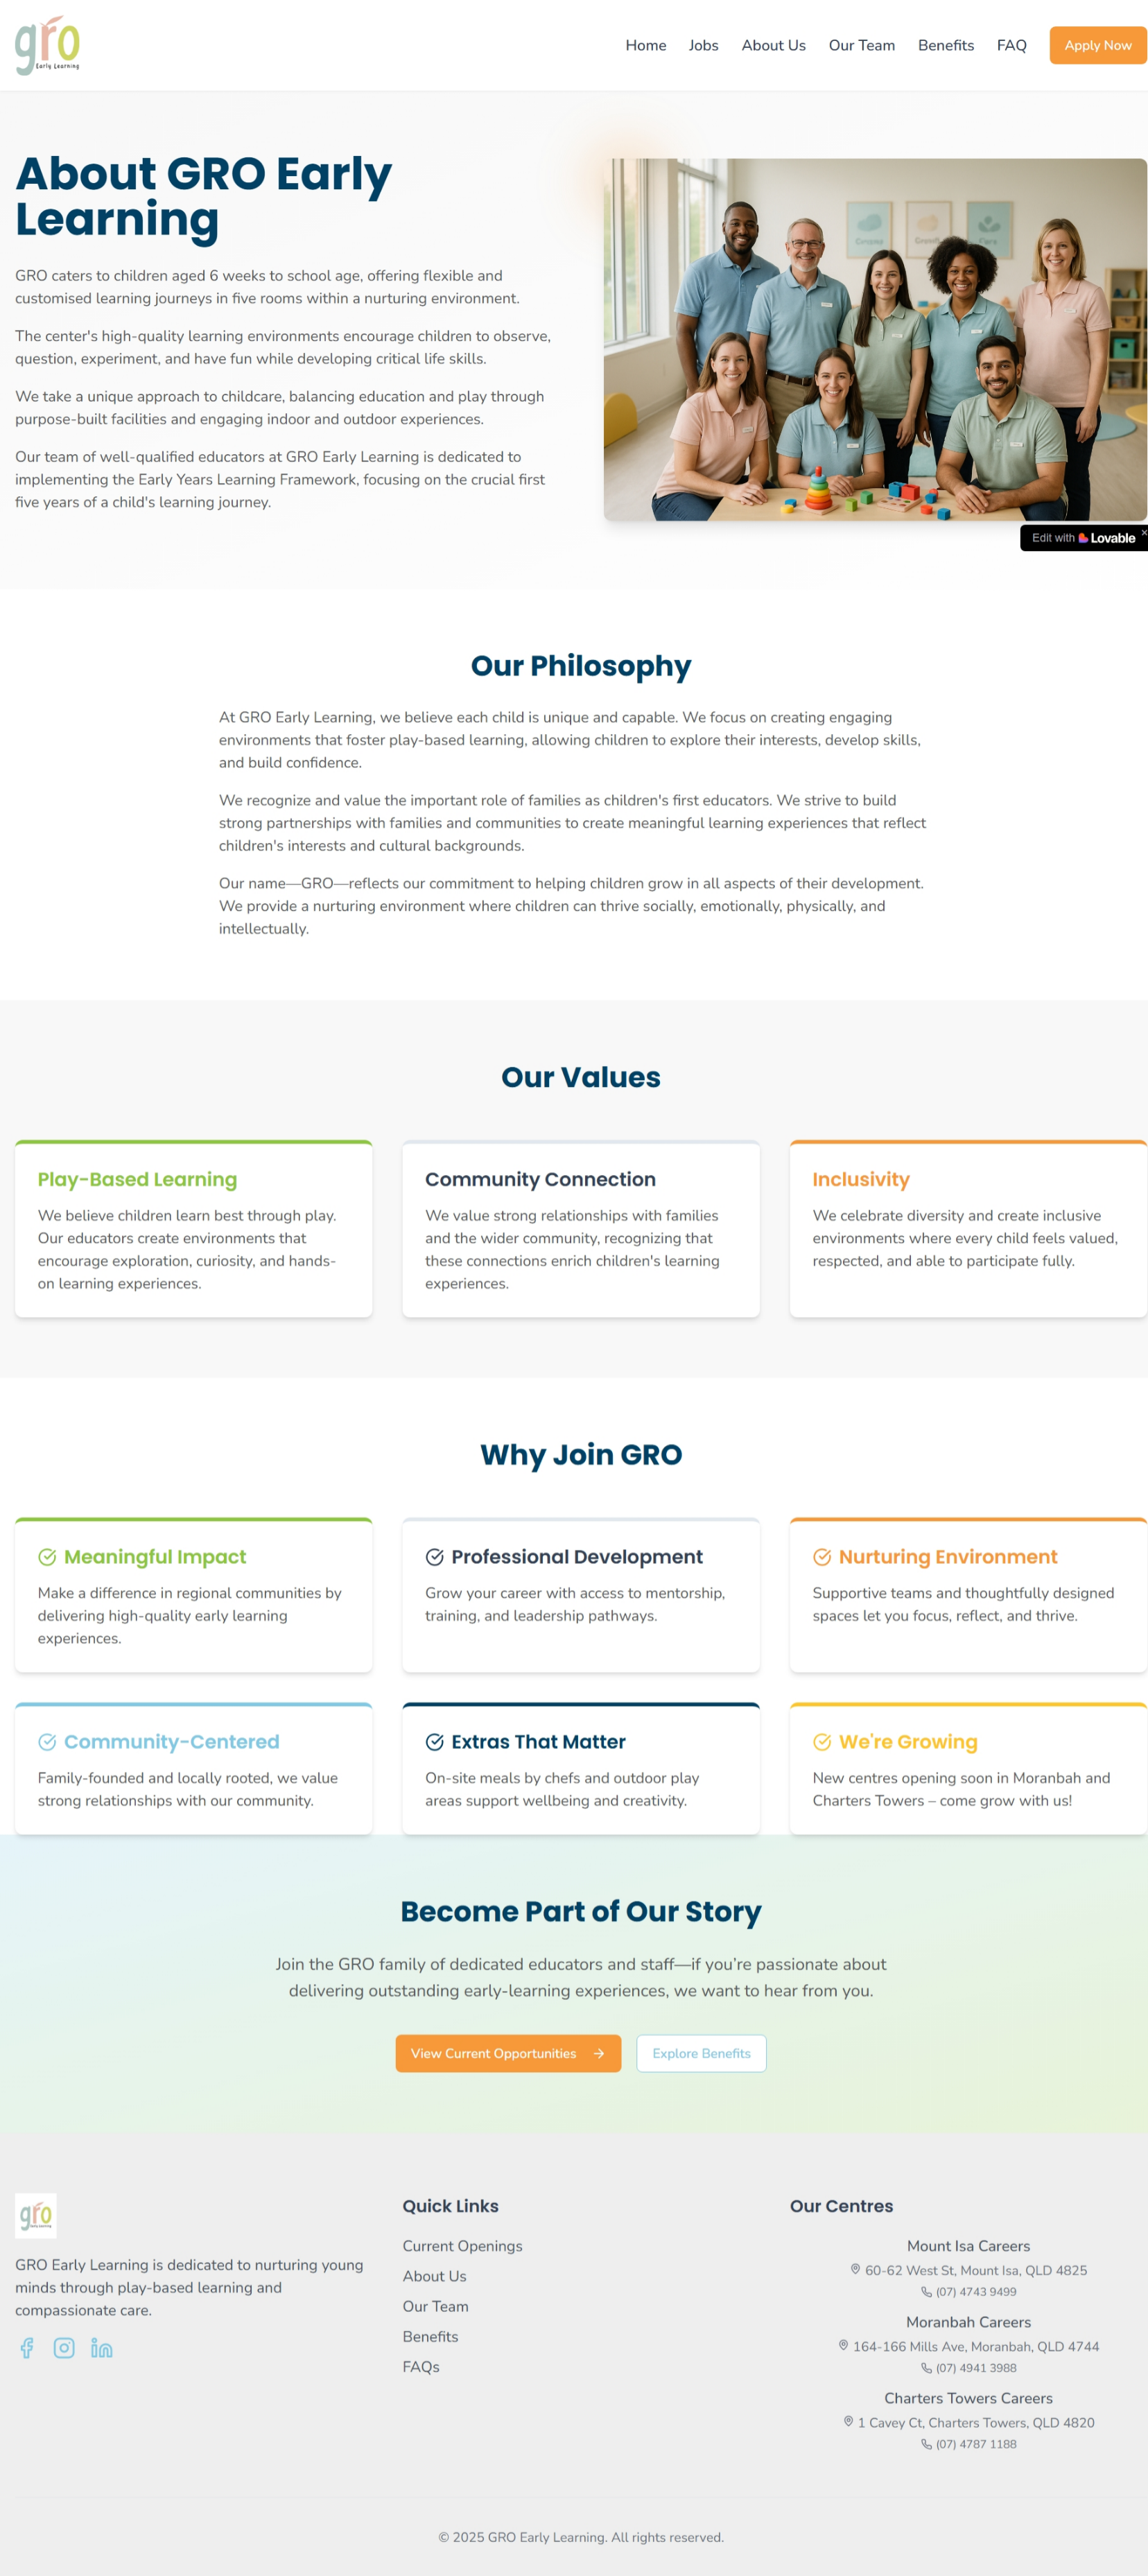 gro
Early Learning
Home
Jobs
About Us
Our Team
Benefits
FAQ
Apply Now
About GRO Early
Learning
GRO caters to children aged 6 weeks to school age, offering flexible and
customised learning journeys in five rooms within a nurturing environment.
The center's high-quality learning environments encourage children to observe,
question, experiment, and have fun while developing critical life skills.
We take a unique approach to childcare, balancing education and play through
purpose-built facilities and engaging indoor and outdoor experiences.
Our team of well-qualified educators at GRO Early Learning is dedicated to
implementing the Early Years Learning Framework, focusing on the crucial first
five years of a child's learning journey.
Edit with Lovable
Our Philosophy
At GRO Early Learning, we believe each child is unique and capable. We focus on creating engaging
environments that foster play-based learning, allowing children to explore their interests, develop skills,
and build confidence.
We recognize and value the important role of families as children's first educators. We strive to build
strong partnerships with families and communities to create meaningful learning experiences that reflect
children's interests and cultural backgrounds.
Our name—GRO—reflects our commitment to helping children grow in all aspects of their development.
We provide a nurturing environment where children can thrive socially, emotionally, physically, and
intellectually.
Our Values
Play-Based Learning
We believe children learn best through play.
Our educators create environments that
encourage exploration, curiosity, and hands-
on learning experiences.
Community Connection
We value strong relationships with families
and the wider community, recognizing that
these connections enrich children's learning
experiences.
Inclusivity
We celebrate diversity and create inclusive
environments where every child feels valued,
respected, and able to participate fully.
Why Join GRO
Meaningful Impact
Make a difference in regional communities by
delivering high-quality early learning
experiences.
Professional Development
Grow your career with access to mentorship,
training, and leadership pathways.
Nurturing Environment
Supportive teams and thoughtfully designed
spaces let you focus, reflect, and thrive.
Community-Centered
Family-founded and locally rooted, we value
strong relationships with our community.
Extras That Matter
On-site meals by chefs and outdoor play
areas support wellbeing and creativity.
We're Growing
New centres opening soon in Moranbah and
Charters Towers – come grow with us!
Become Part of Our Story
Join the GRO family of dedicated educators and staff—if you're passionate about
delivering outstanding early-learning experiences, we want to hear from you.
View Current Opportunities
Explore Benefits
gro
Early Learning
GRO Early Learning is dedicated to nurturing young
minds through play-based learning and
compassionate care.
Quick Links
Current Openings
About Us
Our Team
Benefits
FAQs
Our Centres
Mount Isa Careers
60-62 West St, Mount Isa, QLD 4825
(07) 4743 9499
Moranbah Careers
164-166 Mills Ave, Moranbah, QLD 4744
(07) 4941 3988
Charters Towers Careers
1 Cavey Ct, Charters Towers, QLD 4820
(07) 4787 1188
© 2025 GRO Early Learning. All rights reserved.